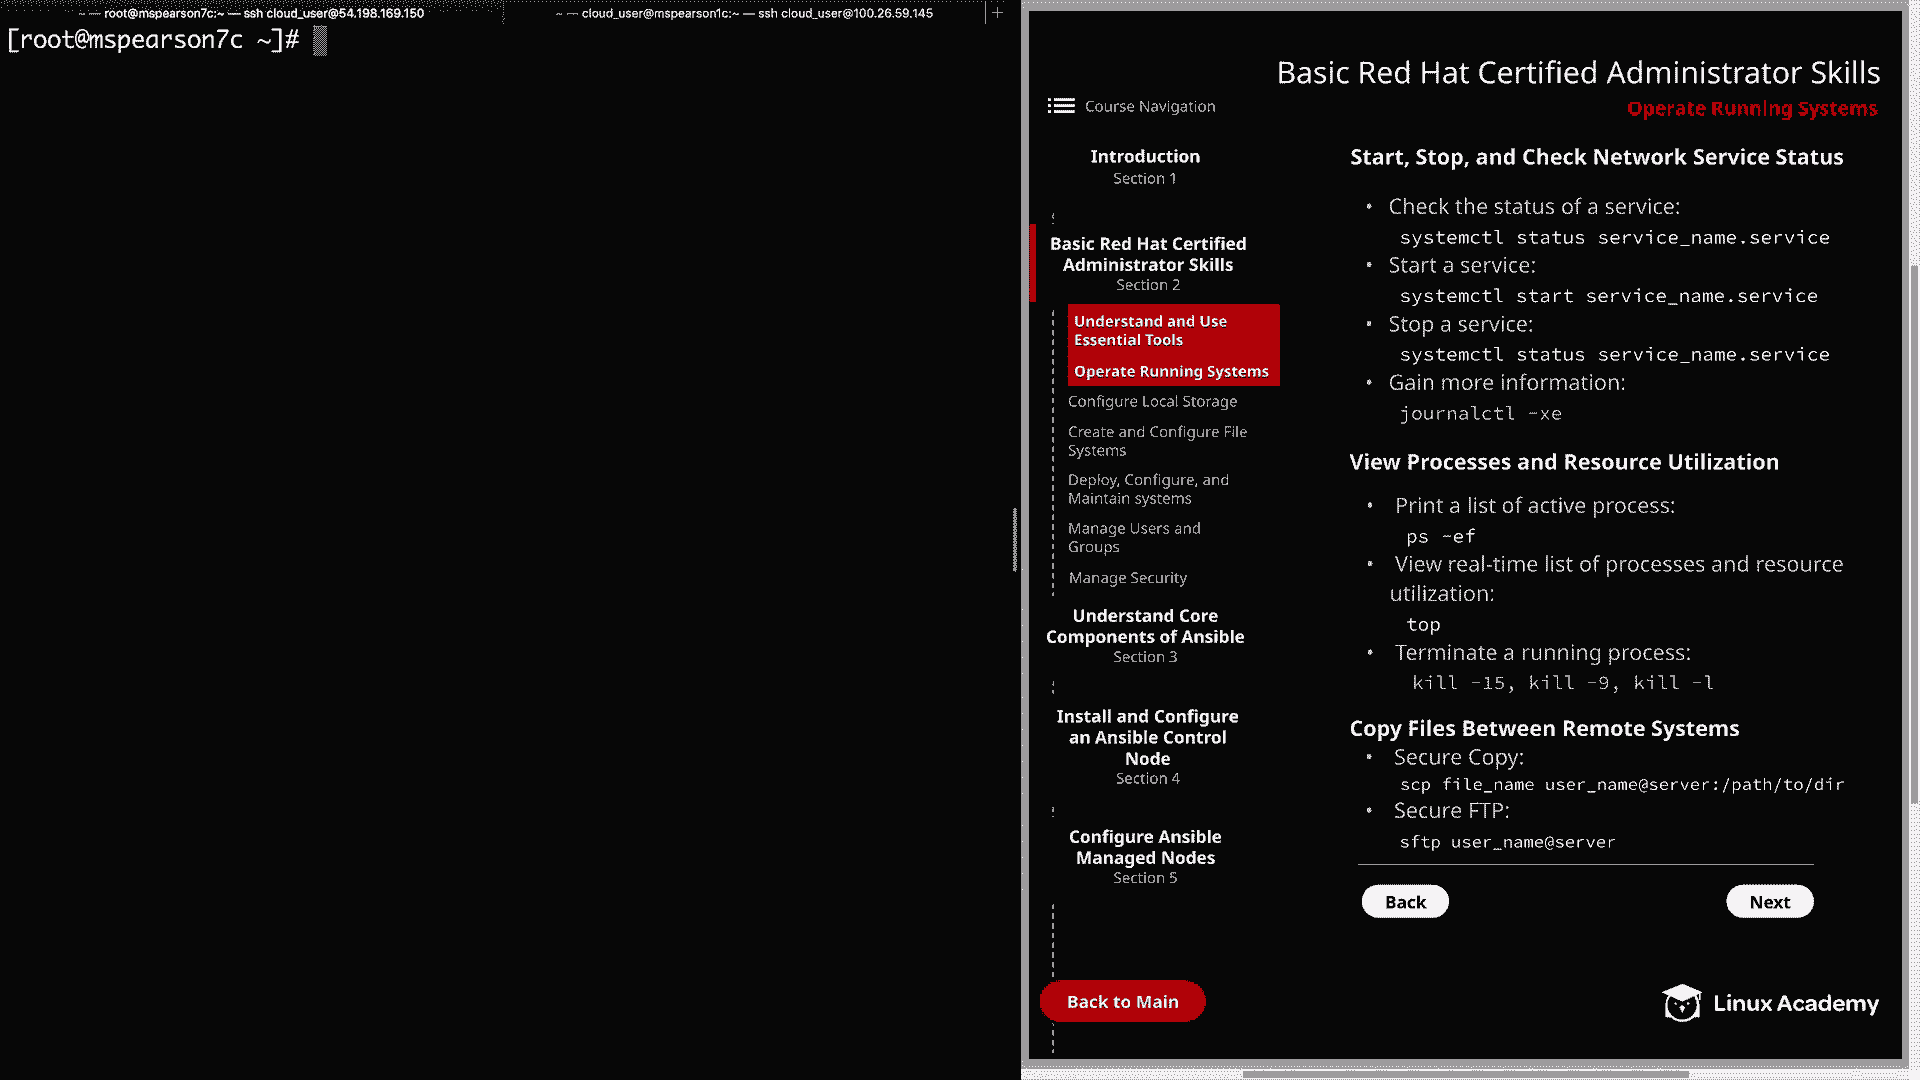 ~ — root@mspearson7c:~ — ssh cloud_user@54.198.169.150
~ — cloud_user@mspearson1c:~ — ssh cloud_user@100.26.59.145
+
[root@mspearson7c ~]#
Basic Red Hat Certified Administrator Skills
Operate Running Systems
Course Navigation
Introduction
Section 1
Basic Red Hat Certified
Administrator Skills
Section 2
Understand and Use
Essential Tools
Operate Running Systems
Configure Local Storage
Create and Configure File
Systems
Deploy, Configure, and
Maintain systems
Manage Users and
Groups
Manage Security
Understand Core
Components of Ansible
Section 3
Install and Configure
an Ansible Control
Node
Section 4
Configure Ansible
Managed Nodes
Section 5
Back to Main
Start, Stop, and Check Network Service Status
• Check the status of a service:
systemctl status service_name.service
• Start a service:
systemctl start service_name.service
• Stop a service:
systemctl status service_name.service
• Gain more information:
journalctl -xe
View Processes and Resource Utilization
• Print a list of active process:
ps -ef
• View real-time list of processes and resource
utilization:
top
• Terminate a running process:
kill -15, kill -9, kill -l
Copy Files Between Remote Systems
• Secure Copy:
scp file_name user_name@server:/path/to/dir
• Secure FTP:
sftp user_name@server
Back
Next
Linux Academy